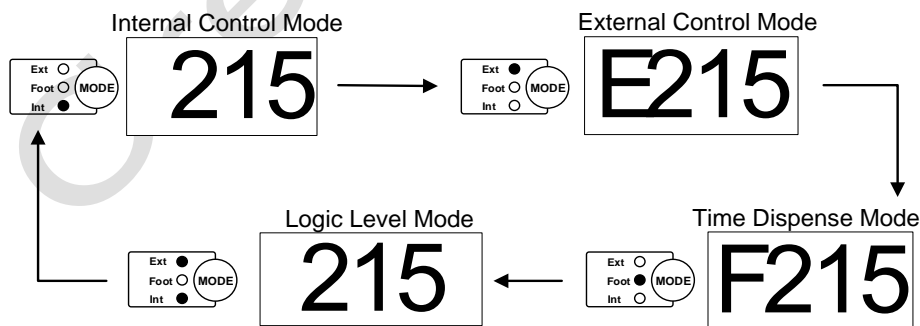 Internal Control Mode
Ext
Foot
Int
MODE
215
External Control Mode
Ext
Foot
Int
MODE
E215
Time Dispense Mode
Ext
Foot
Int
MODE
F215
Logic Level Mode
Ext
Foot
Int
MODE
215